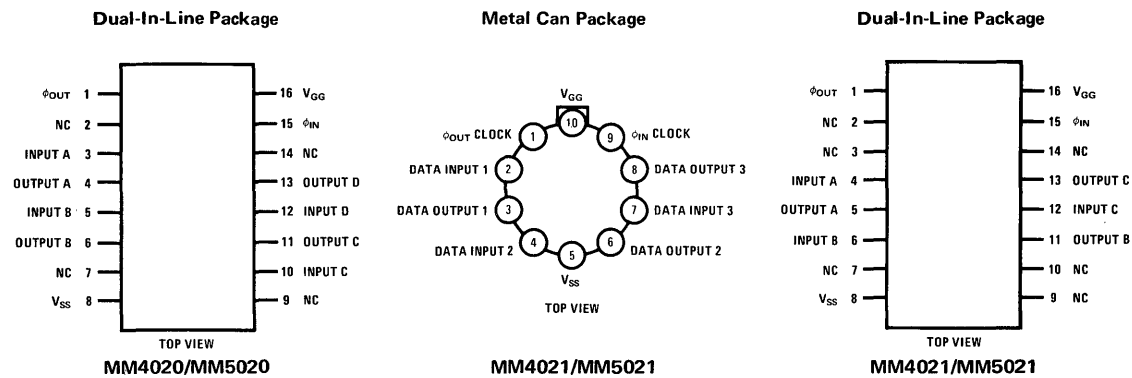 Dual-In-Line Package
ϕOUT 1
NC 2
INPUT A 3
OUTPUT A 4
INPUT B 5
OUTPUT B 6
NC 7
VSS 8
16 VGG
15 ϕIN
14 NC
13 OUTPUT D
12 INPUT D
11 OUTPUT C
10 INPUT C
9 NC
TOP VIEW
MM4020/MM5020
Metal Can Package
VGG
10
ϕOUT CLOCK 1
9 ϕIN CLOCK
DATA INPUT 1 2
8 DATA OUTPUT 3
DATA OUTPUT 1 3
7 DATA INPUT 3
DATA INPUT 2 4
6 DATA OUTPUT 2
5
VSS
TOP VIEW
MM4021/MM5021
Dual-In-Line Package
ϕOUT 1
NC 2
NC 3
INPUT A 4
OUTPUT A 5
INPUT B 6
NC 7
VSS 8
16 VGG
15 ϕIN
14 NC
13 OUTPUT C
12 INPUT C
11 OUTPUT B
10 NC
9 NC
TOP VIEW
MM4021/MM5021